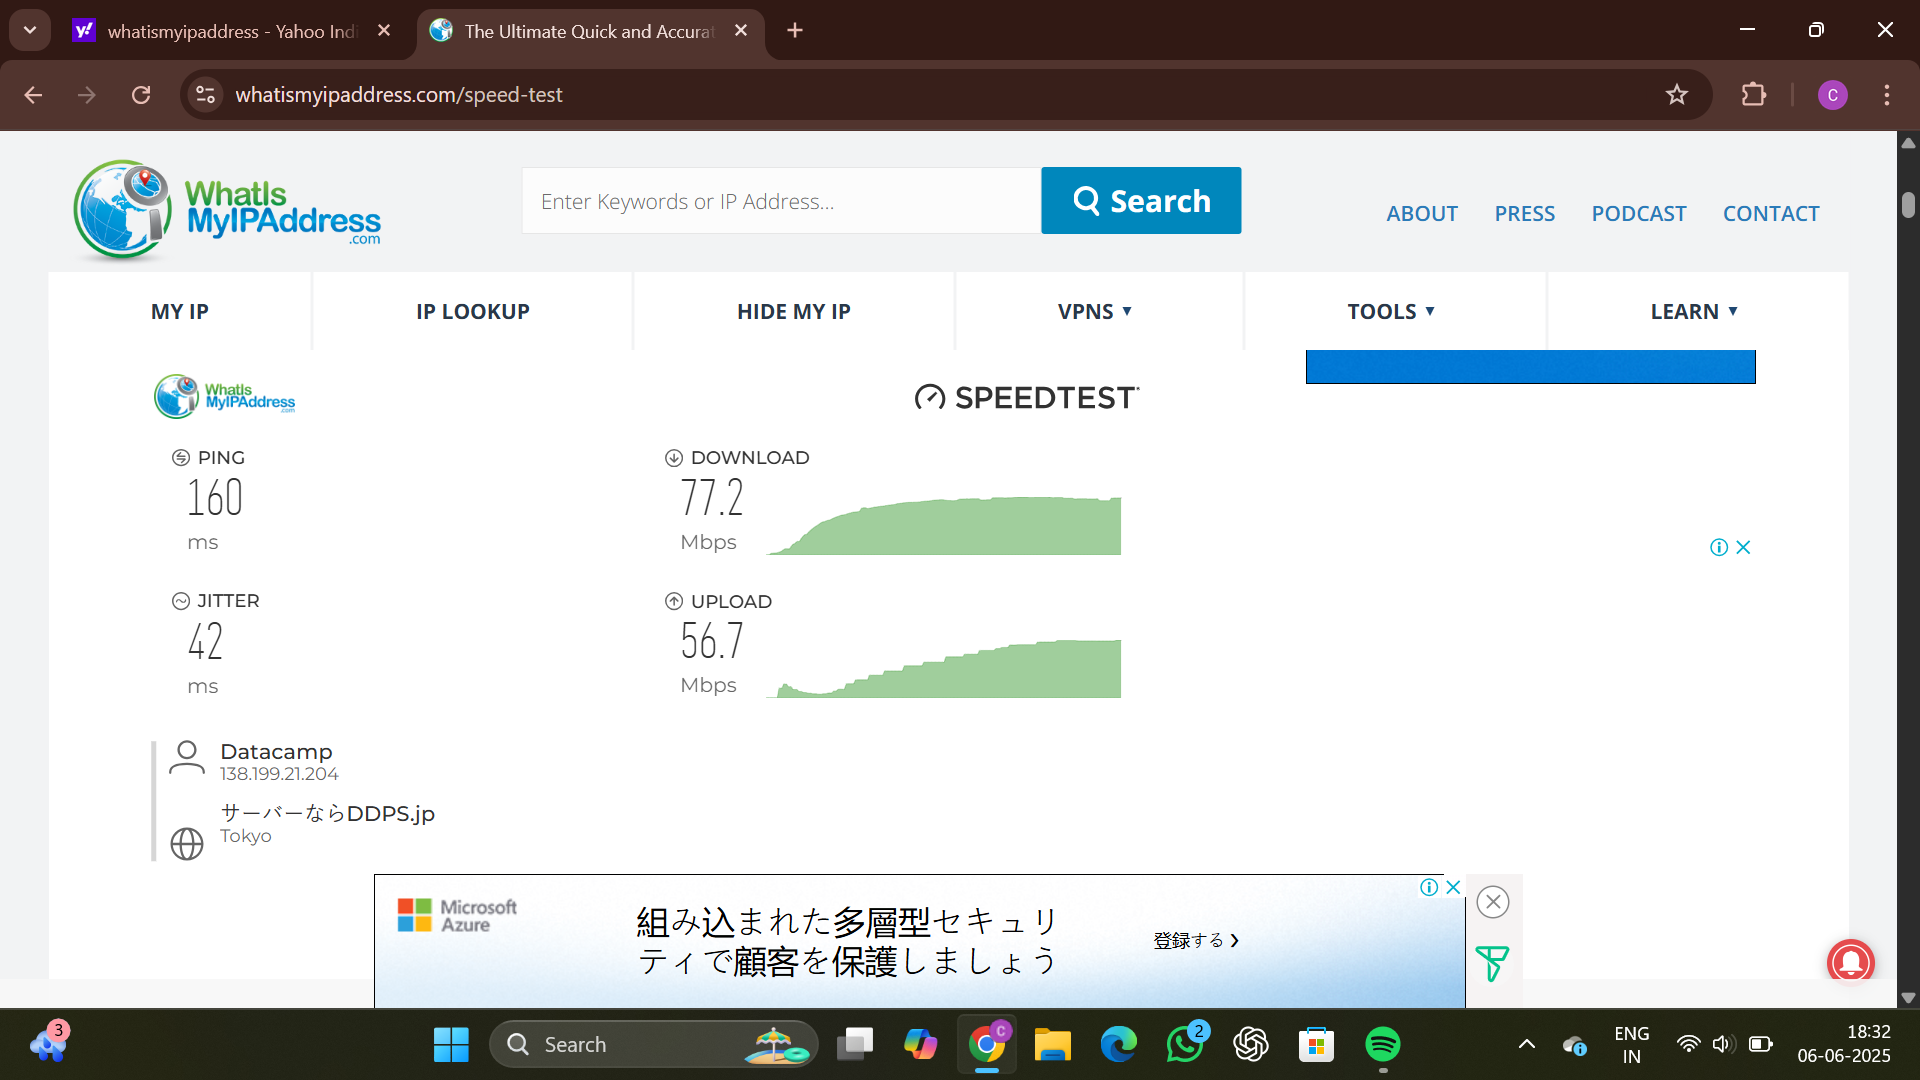 whatismyipaddress - Yahoo Indi
The Ultimate Quick and Accurat
whatismyipaddress.com/speed-test
C
WhatIs
MyIPAddress
.com
Enter Keywords or IP Address...
Search
ABOUT
PRESS
PODCAST
CONTACT
MY IP
IP LOOKUP
HIDE MY IP
VPNS ▼
TOOLS ▼
LEARN ▼
WhatIs
MyIPAddress
.com
SPEEDTEST
PING
160
ms
DOWNLOAD
77.2
Mbps
JITTER
42
ms
UPLOAD
56.7
Mbps
Datacamp
138.199.21.204
サーバーならDDPS.jp
Tokyo
Microsoft
Azure
組み込まれた多層型セキュリ
ティで顧客を保護しましょう
登録する
3
Search
C
2
ENG
IN
18:32
06-06-2025